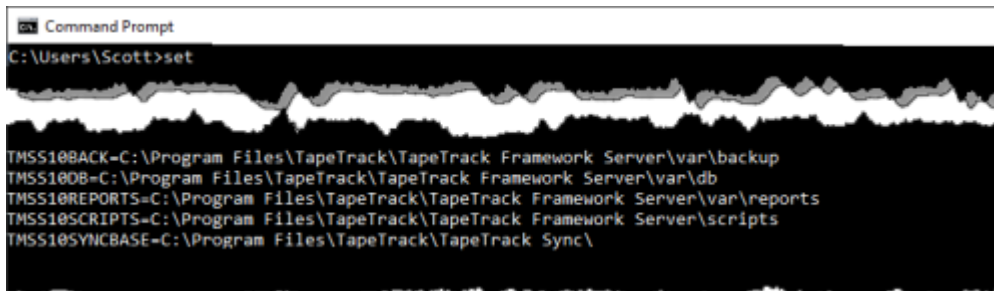 Command Prompt
C:\Users\Scott>set
TMSS10BACK=C:\Program Files\TapeTrack\TapeTrack Framework Server\var\backup
TMSS10DB=C:\Program Files\TapeTrack\TapeTrack Framework Server\var\db
TMSS10REPORTS=C:\Program Files\TapeTrack\TapeTrack Framework Server\var\reports
TMSS10SCRIPTS=C:\Program Files\TapeTrack\TapeTrack Framework Server\scripts
TMSS10SYNCBASE=C:\Program Files\TapeTrack\TapeTrack Sync\